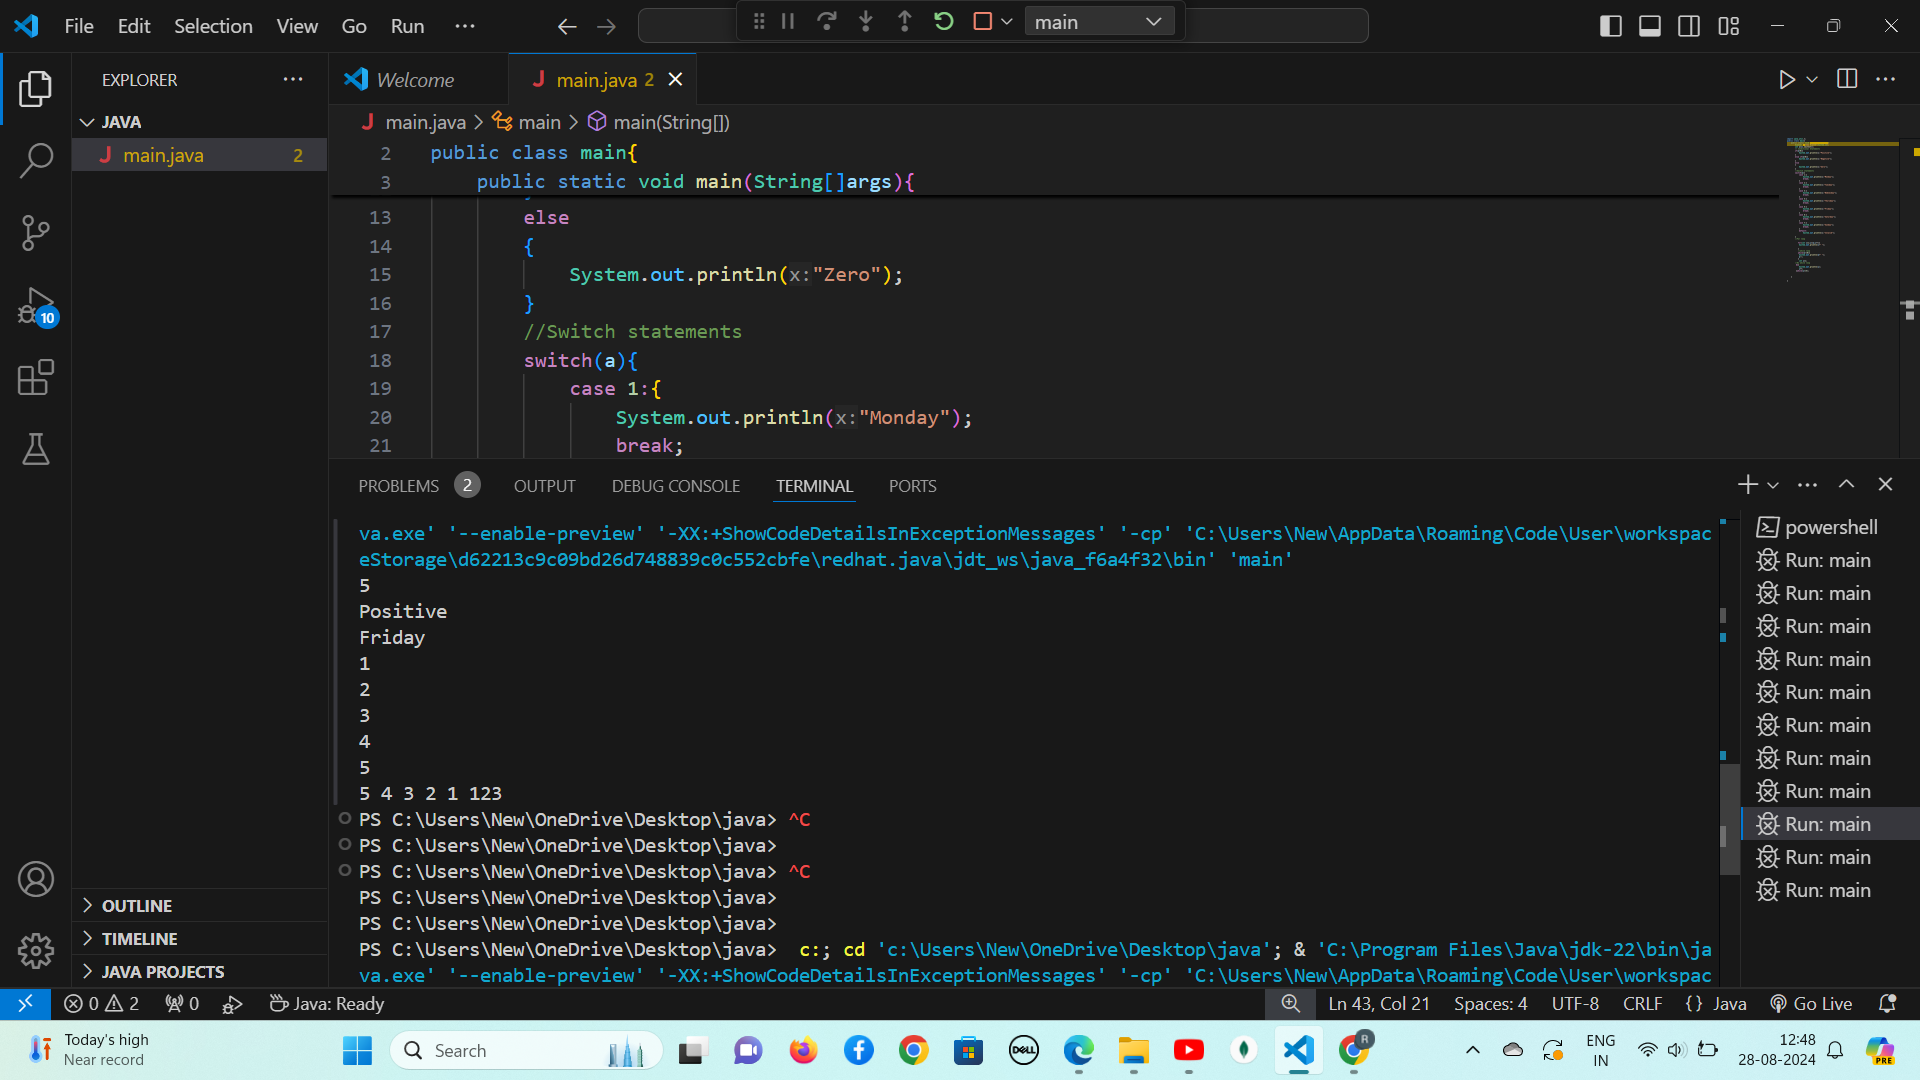 File Edit Selection View Go Run ···
main
EXPLORER ···
JAVA
main.java 2
Welcome
main.java 2
main.java > main > main(String[])
2 public class main{
3 public static void main(String[]args){
13 else
14 {
15 System.out.println(x:"Zero");
16 }
17 //Switch statements
18 switch(a){
19 case 1:{
20 System.out.println(x:"Monday");
21 break;
10
PROBLEMS 2 OUTPUT DEBUG CONSOLE TERMINAL PORTS
va.exe' '--enable-preview' '-XX:+ShowCodeDetailsInExceptionMessages' '-cp' 'C:\Users\New\AppData\Roaming\Code\User\workspac
eStorage\d62213c9c09bd26d748839c0c552cbfe\redhat.java\jdt_ws\java_f6a4f32\bin' 'main'
5
Positive
Friday
1
2
3
4
5
5 4 3 2 1 123
PS C:\Users\New\OneDrive\Desktop\java> ^C
PS C:\Users\New\OneDrive\Desktop\java>
PS C:\Users\New\OneDrive\Desktop\java> ^C
PS C:\Users\New\OneDrive\Desktop\java>
PS C:\Users\New\OneDrive\Desktop\java>
PS C:\Users\New\OneDrive\Desktop\java>  c:; cd 'c:\Users\New\OneDrive\Desktop\java'; & 'C:\Program Files\Java\jdk-22\bin\ja
va.exe' '--enable-preview' '-XX:+ShowCodeDetailsInExceptionMessages' '-cp' 'C:\Users\New\AppData\Roaming\Code\User\workspac
powershell
Run: main
Run: main
Run: main
Run: main
Run: main
Run: main
Run: main
Run: main
Run: main
Run: main
Run: main
OUTLINE
TIMELINE
JAVA PROJECTS
0 2 0 Java: Ready Ln 43, Col 21 Spaces: 4 UTF-8 CRLF {} Java Go Live
Today's high
Near record
Search
DELL
R
ENG
IN
12:48
28-08-2024
PRE